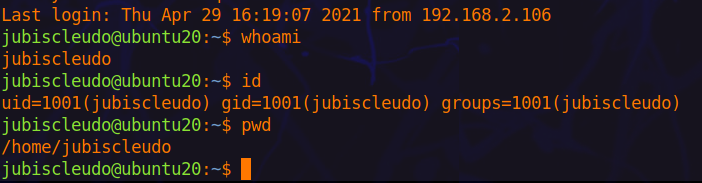 Last login: Thu Apr 29 16:19:07 2021 from 192.168.2.106
jubiscleudo@ubuntu20:~$ whoami
jubiscleudo
jubiscleudo@ubuntu20:~$ id
uid=1001(jubiscleudo) gid=1001(jubiscleudo) groups=1001(jubiscleudo)
jubiscleudo@ubuntu20:~$ pwd
/home/jubiscleudo
jubiscleudo@ubuntu20:~$